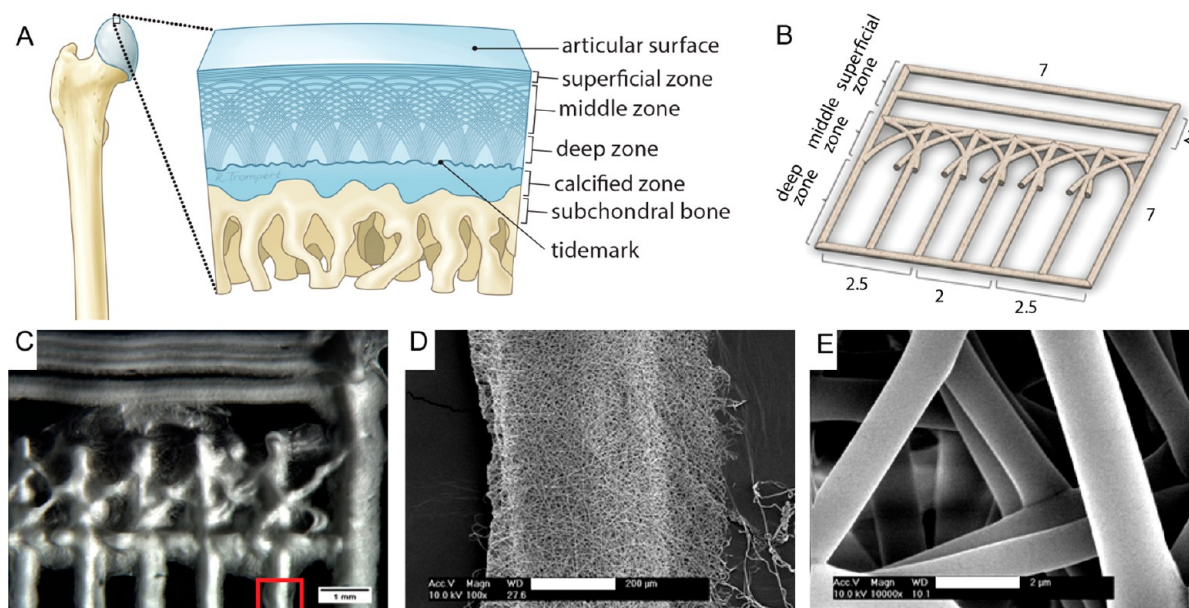 A
articular surface
superficial zone
middle zone
deep zone
calcified zone
subchondral bone
tidemark
R. Trompert
B
superficial
zone
middle
zone
deep
zone
7
2
7
2.5
2
2.5
C
1 mm
D
Acc.V Magn WD
10.0 kV 100x 27.6
200 µm
E
Acc.V Magn WD
10.0 kV 10000x 10.1
2 µm